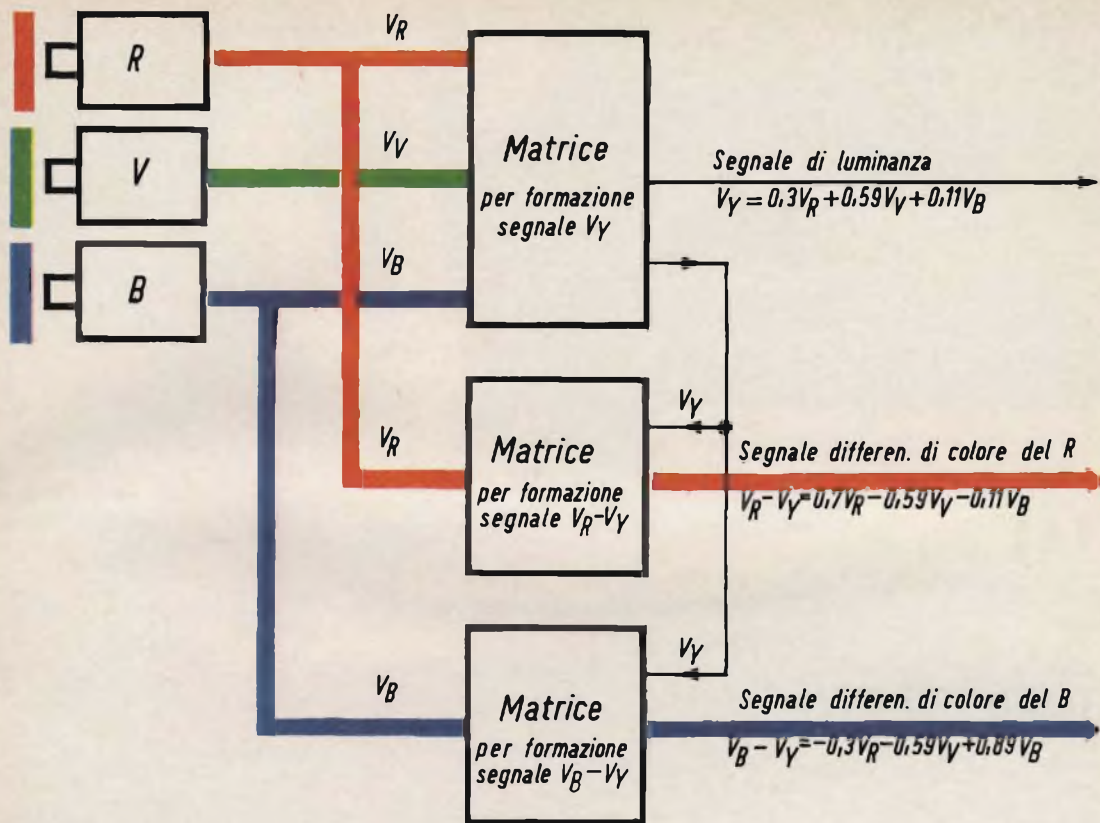 R
V
B
V_R
V_V
V_B
Matrice
per formazione
segnale V_Y
Segnale di luminanza
V_Y = 0,3V_R + 0,59V_V + 0,11V_B
V_R
Matrice
per formazione
segnale V_R-V_Y
V_Y
Segnale differen. di colore del R
V_R-V_Y=0,7V_R-0,59V_V-0,11V_B
V_B
Matrice
per formazione
segnale V_B-V_Y
V_Y
Segnale differen. di colore del B
V_B-V_Y=-0,3V_R-0,59V_V+0,89V_B